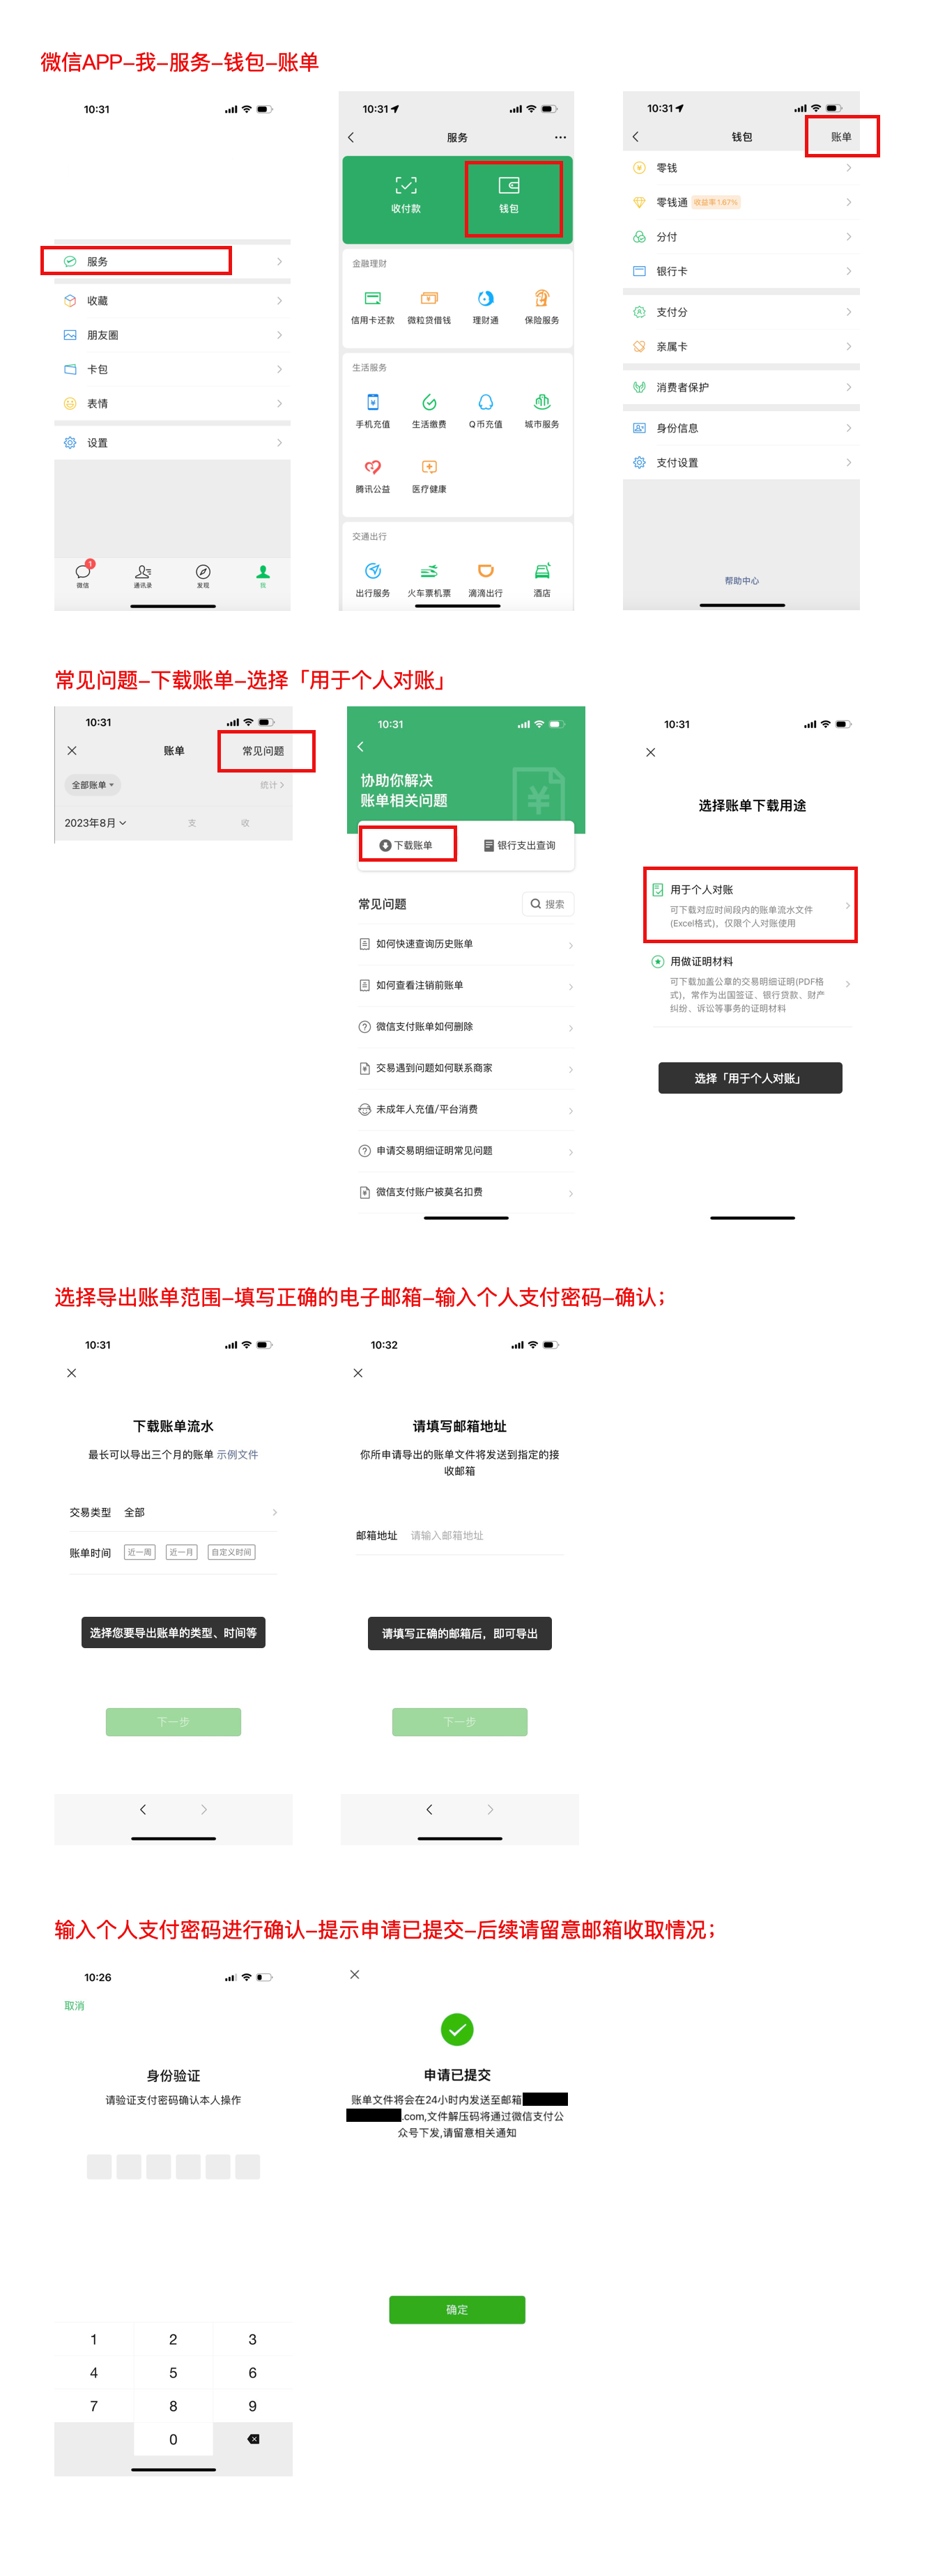 微信APP–我–服务–钱包–账单
10:31
服务
收藏
朋友圈
卡包
表情
设置
1
微信
通讯录
发现
我
10:31
服务
收付款
钱包
金融理财
信用卡还款
微粒贷借钱
理财通
保险服务
生活服务
手机充值
生活缴费
Q币充值
城市服务
腾讯公益
医疗健康
交通出行
出行服务
火车票机票
滴滴出行
酒店
10:31
钱包
账单
零钱
零钱通 收益率1.67%
分付
银行卡
支付分
亲属卡
消费者保护
身份信息
支付设置
帮助中心
常见问题–下载账单–选择「用于个人对账」
10:31
账单
常见问题
全部账单
统计
2023年8月
支
收
10:31
协助你解决
账单相关问题
下载账单
银行支出查询
常见问题
搜索
如何快速查询历史账单
如何查看注销前账单
微信支付账单如何删除
交易遇到问题如何联系商家
未成年人充值/平台消费
申请交易明细证明常见问题
微信支付账户被莫名扣费
10:31
选择账单下载用途
用于个人对账
可下载对应时间段内的账单流水文件
(Excel格式)，仅限个人对账使用
用做证明材料
可下载加盖公章的交易明细证明(PDF格
式)，常作为出国签证、银行贷款、财产
纠纷、诉讼等事务的证明材料
选择「用于个人对账」
选择导出账单范围–填写正确的电子邮箱–输入个人支付密码–确认；
10:31
下载账单流水
最长可以导出三个月的账单 示例文件
交易类型 全部
账单时间 近一周 近一月 自定义时间
选择您要导出账单的类型、时间等
下一步
10:32
请填写邮箱地址
你所申请导出的账单文件将发送到指定的接
收邮箱
邮箱地址 请输入邮箱地址
请填写正确的邮箱后，即可导出
下一步
输入个人支付密码进行确认–提示申请已提交–后续请留意邮箱收取情况；
10:26
取消
身份验证
请验证支付密码确认本人操作
1 2 3
4 5 6
7 8 9
0
申请已提交
账单文件将会在24小时内发送至邮箱
.com,文件解压码将通过微信支付公
众号下发,请留意相关通知
确定